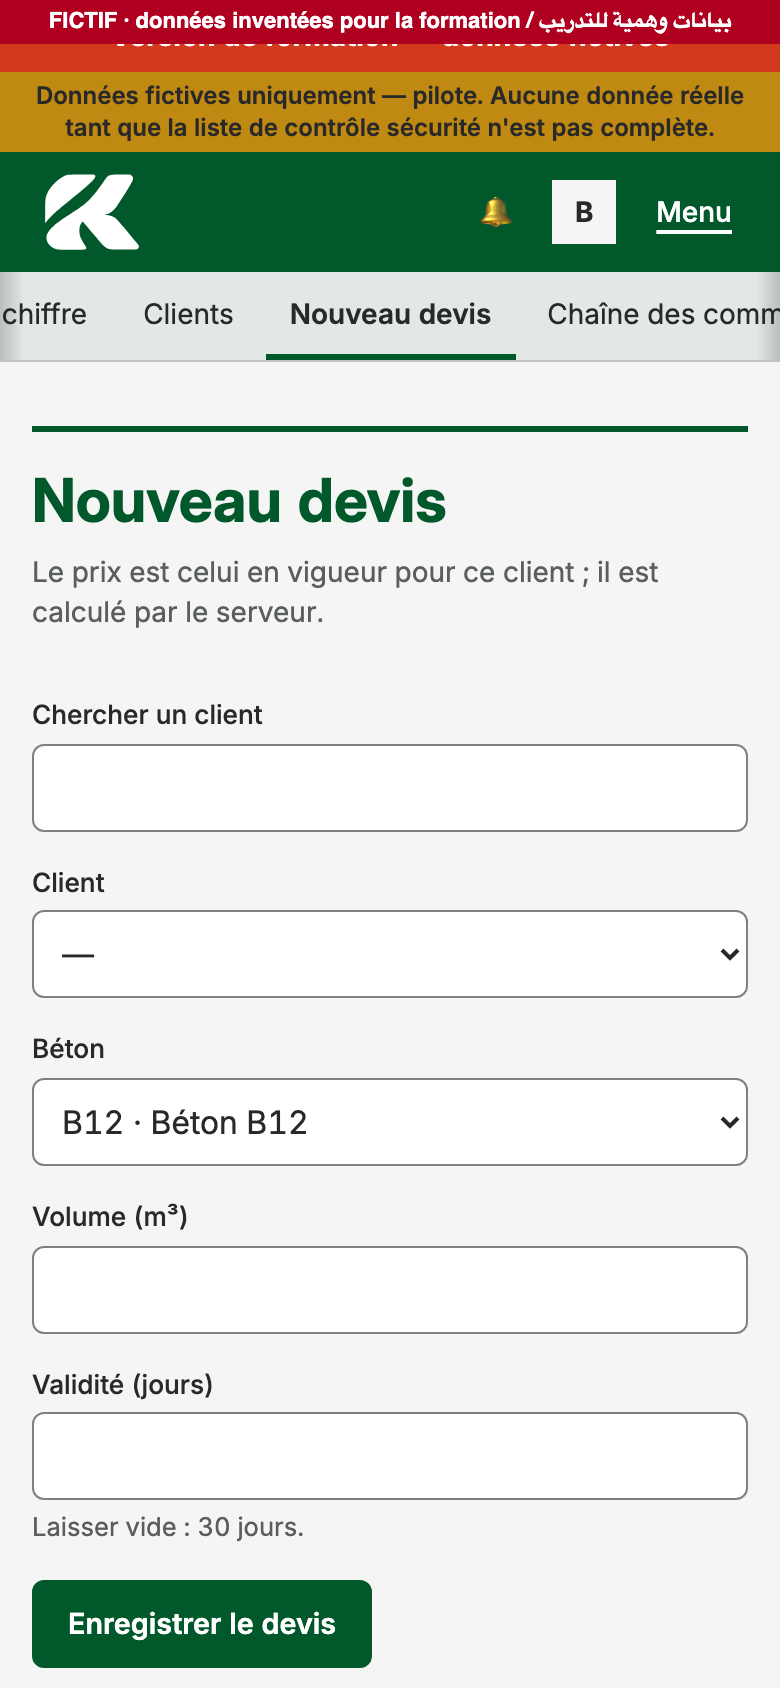 FICTIF · données inventées pour la formation / بيانات وهمية للتدريب
Données fictives uniquement — pilote. Aucune donnée réelle
tant que la liste de contrôle sécurité n'est pas complète.
B
Menu
chiffre
Clients
Nouveau devis
Chaîne des comm
Nouveau devis
Le prix est celui en vigueur pour ce client ; il est
calculé par le serveur.
Chercher un client
Client
—
Béton
B12 · Béton B12
Volume (m³)
Validité (jours)
Laisser vide : 30 jours.
Enregistrer le devis